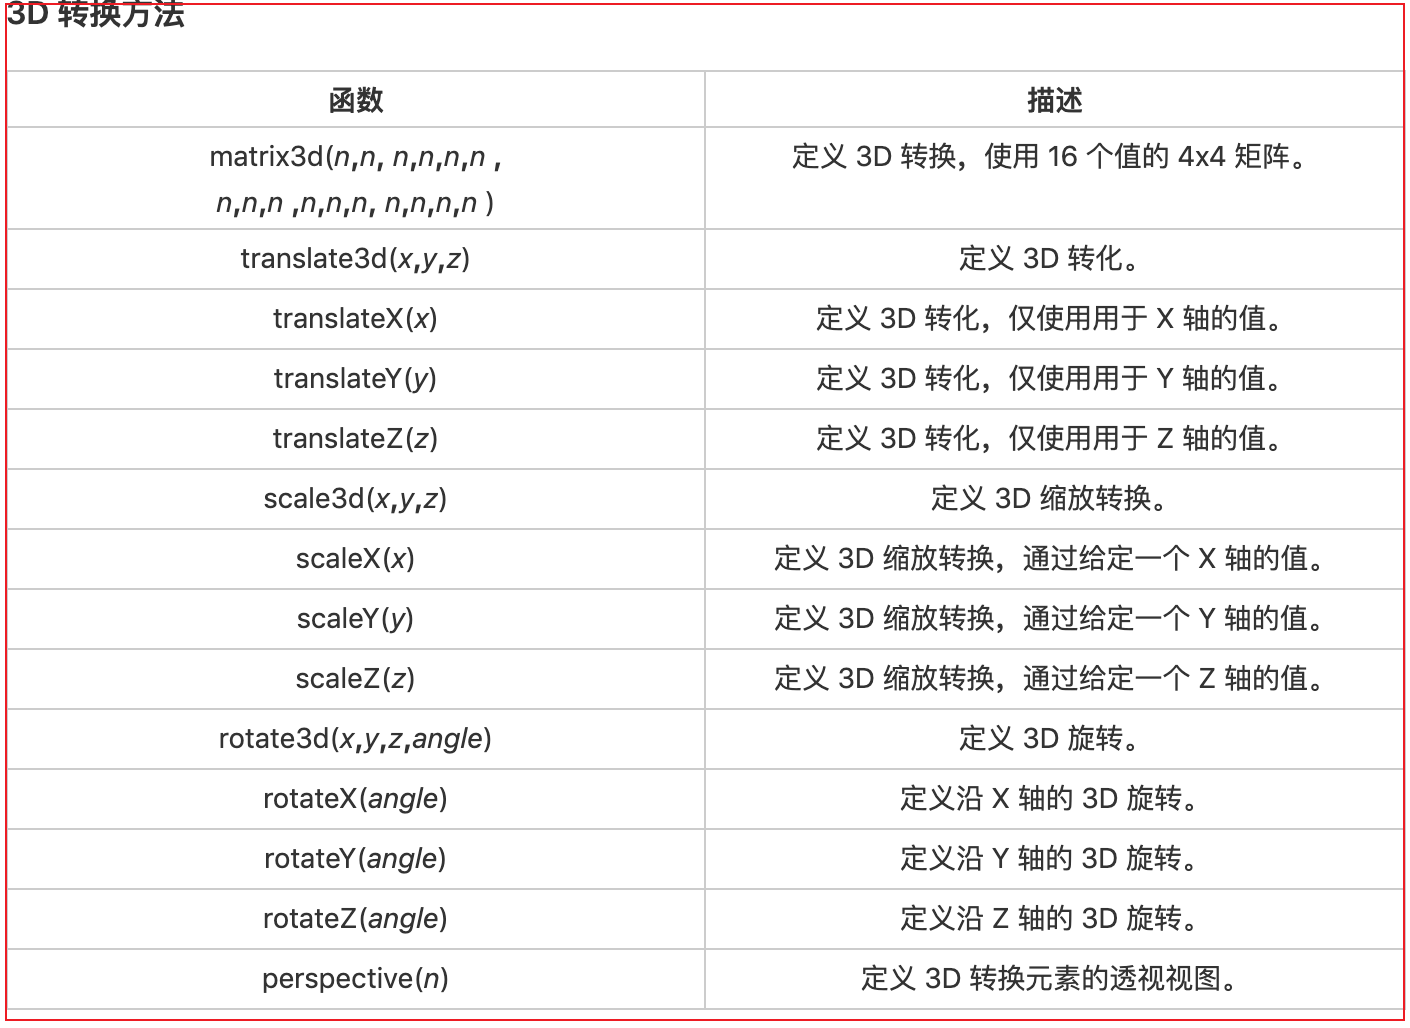 3D 转换方法
函数 描述
matrix3d(n,n, n,n,n,n , 定义 3D 转换，使用 16 个值的 4x4 矩阵。
n,n,n ,n,n,n, n,n,n,n )
translate3d(x,y,z) 定义 3D 转化。
translateX(x) 定义 3D 转化，仅使用用于 X 轴的值。
translateY(y) 定义 3D 转化，仅使用用于 Y 轴的值。
translateZ(z) 定义 3D 转化，仅使用用于 Z 轴的值。
scale3d(x,y,z) 定义 3D 缩放转换。
scaleX(x) 定义 3D 缩放转换，通过给定一个 X 轴的值。
scaleY(y) 定义 3D 缩放转换，通过给定一个 Y 轴的值。
scaleZ(z) 定义 3D 缩放转换，通过给定一个 Z 轴的值。
rotate3d(x,y,z,angle) 定义 3D 旋转。
rotateX(angle) 定义沿 X 轴的 3D 旋转。
rotateY(angle) 定义沿 Y 轴的 3D 旋转。
rotateZ(angle) 定义沿 Z 轴的 3D 旋转。
perspective(n) 定义 3D 转换元素的透视视图。